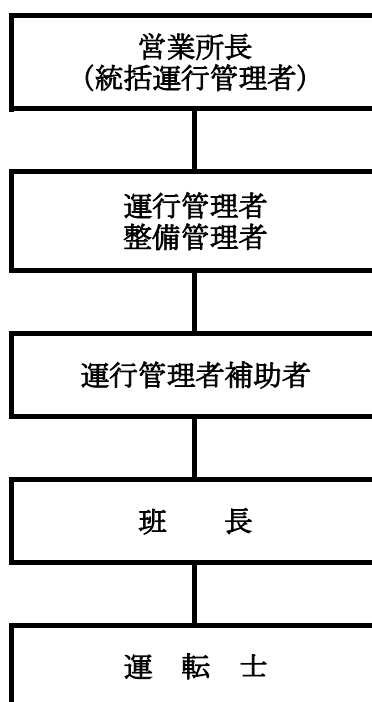 営業所長
（統括運行管理者）
運行管理者
整備管理者
運行管理者補助者
班　　長
運　転　士